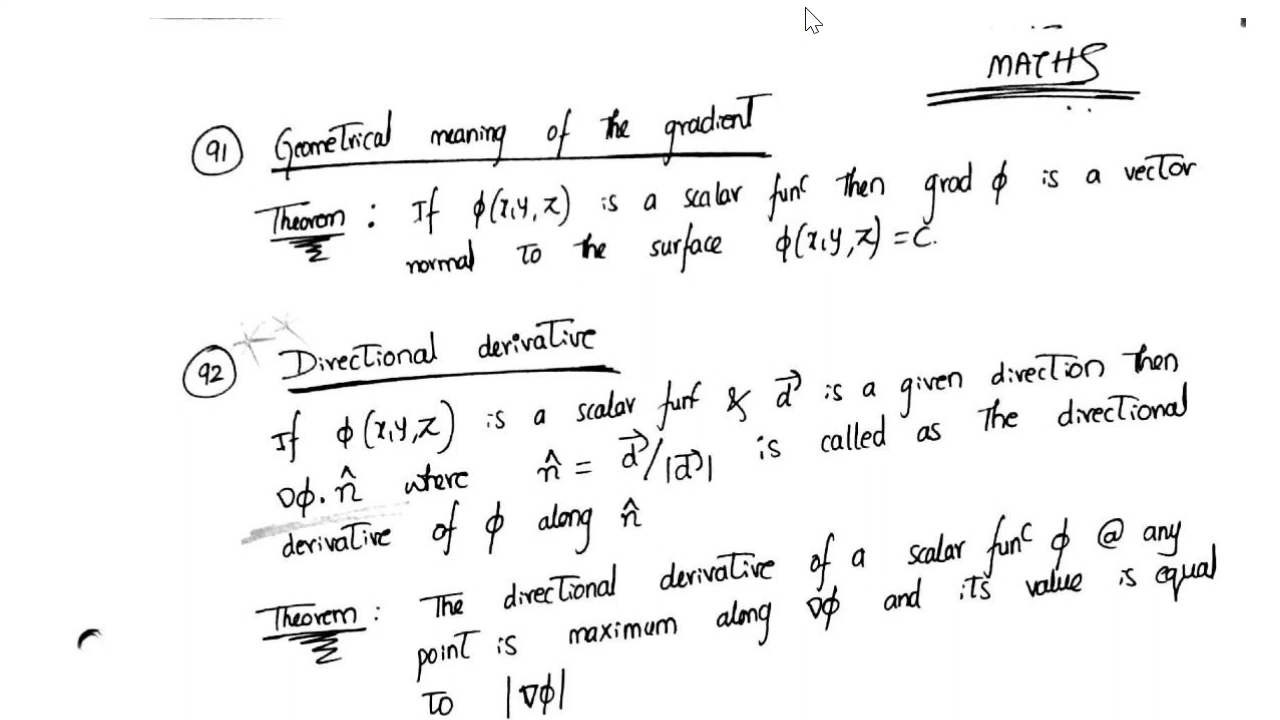 MATHS
91 Geometrical meaning of the gradient
Theorem : If ϕ(x,y,z) is a scalar func then grad ϕ is a vector
normal to the surface ϕ(x,y,z) = C.
92 Directional derivative
If ϕ(x,y,z) is a scalar func & d⃗ is a given direction then
∇ϕ. n̂ where n̂ = d⃗/|d⃗| is called as the directional
derivative of ϕ along n̂
Theorem : The directional derivative of a scalar func ϕ @ any
point is maximum along ∇ϕ and its value is equal
to |∇ϕ|